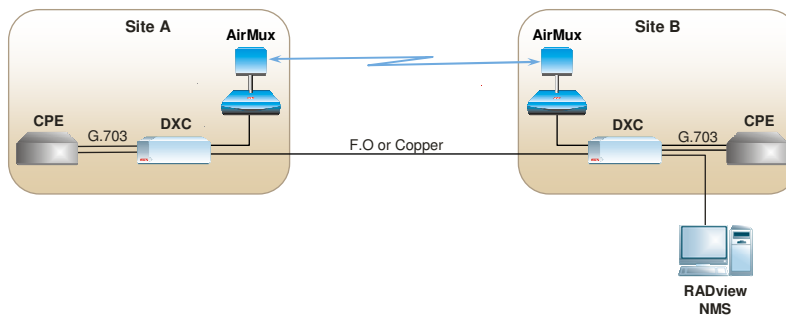 Site A
Site B
AirMux
AirMux
CPE
G.703
DXC
F.O or Copper
DXC
G.703
CPE
RADview
NMS